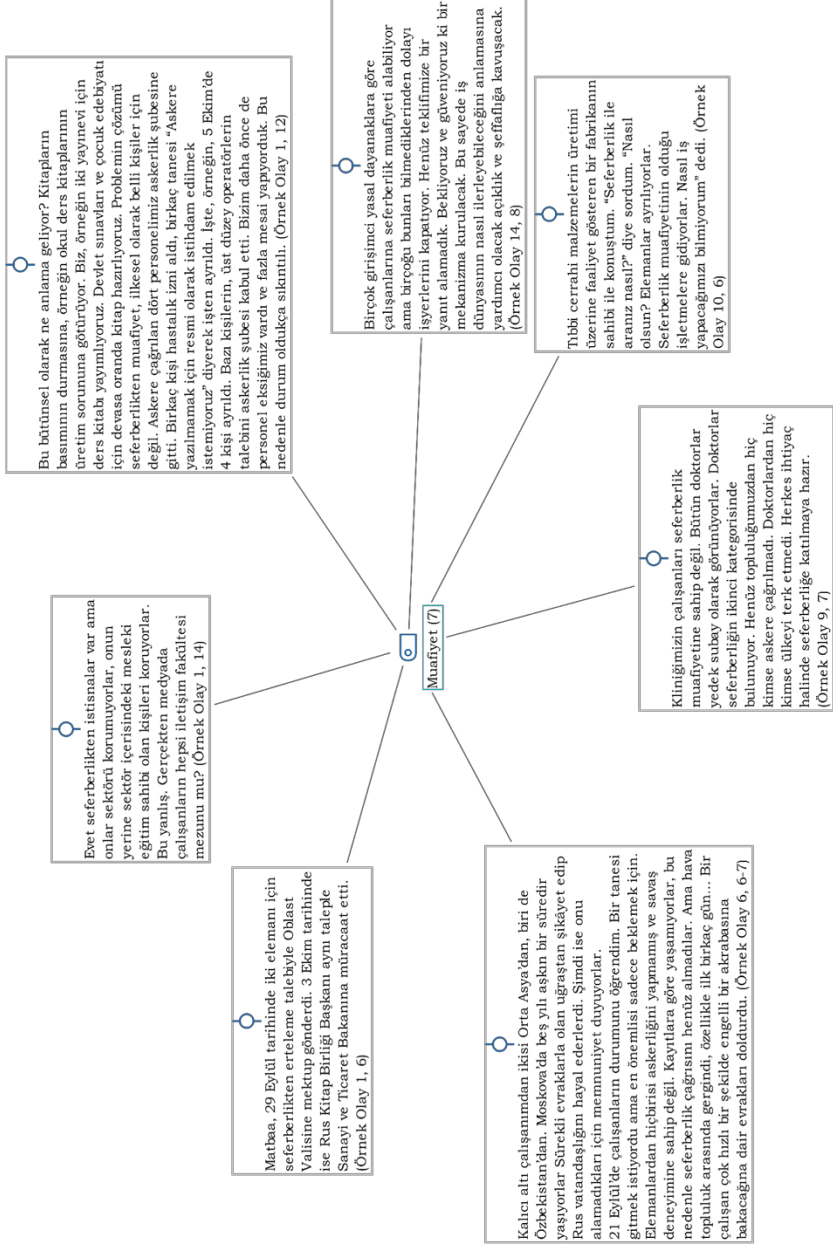 Bu bütünsel olarak ne anlama geliyor? Kitapların
basımının durmasına, örneğin okul ders kitaplarının
üretim sorununa götürüyor. Biz, örneğin iki yayınevi için
ders kitabı yayımlıyoruz. Devlet sınavları ve çocuk edebiyatı
için devasa oranda kitap hazırlıyoruz. Problemin çözümü
seferberlikten muafiyet, ilkesel olarak belli kişiler için
değil. Askere çağrılan dört personelimiz askerlik şubesine
gitti. Birkaç kişi hastalık izni aldı, birkaç tanesi “Askere
yazılmamak için resmi olarak istihdam edilmek
istemiyoruz” diyerek işten ayrıldı. İşte, örneğin, 5 Ekim’de
4 kişi ayrıldı. Bazı kişilerin, üst düzey operatörlerin
talebini askerlik şubesi kabul etti. Bizim daha önce de
personel eksiğimiz vardı ve fazla mesai yapıyorduk. Bu
nedenle durum oldukça sıkıntılı. (Örnek Olay 1, 12)
Birçok girişimci yasal dayanaklara göre
çalışanlarına seferberlik muafiyeti alabiliyor
ama birçoğu bunları bilmediklerinden dolayı
işyerlerini kapatıyor. Henüz teklifimize bir
yanıt alamadık. Bekliyoruz ve güveniyoruz ki bir
mekanizma kurulacak. Bu sayede iş
dünyasının nasıl ilerleyebileceğini anlamasına
yardımcı olacak açıklık ve şeffaflığa kavuşacak.
(Örnek Olay 14, 8)
Tıbbi cerrahi malzemelerin üretimi
üzerine faaliyet gösteren bir fabrikanın
sahibi ile konuştum. “Seferberlik ile
aranız nasıl?” diye sordum. “Nasıl
olsun? Elemanlar ayrılıyorlar.
Seferberlik muafiyetinin olduğu
işletmelere gidiyorlar. Nasıl iş
yapacağımızı bilmiyorum” dedi. (Örnek
Olay 10, 6)
Evet seferberlikten istisnalar var ama
onlar sektörü korumuyorlar, onun
yerine sektör içerisindeki mesleki
eğitim sahibi olan kişileri koruyorlar.
Bu yanlış. Gerçekten medyada
çalışanların hepsi iletişim fakültesi
mezunu mu? (Örnek Olay 1, 14)
Muafiyet (7)
Kliniğimizin çalışanları seferberlik
muafiyetine sahip değil. Bütün doktorlar
yedek subay olarak görünüyorlar. Doktorlar
seferberliğin ikinci kategorisinde
bulunuyor. Henüz topluluğumuzdan hiç
kimse askere çağrılmadı. Doktorlardan hiç
kimse ülkeyi terk etmedi. Herkes ihtiyaç
halinde seferberliğe katılmaya hazır.
(Örnek Olay 9, 7)
Matbaa, 29 Eylül tarihinde iki elemanı için
seferberlikten erteleme talebiyle Oblast
Valisine mektup gönderdi. 3 Ekim tarihinde
ise Rus Kitap Birliği Başkanı aynı taleple
Sanayi ve Ticaret Bakanına müracaat etti.
(Örnek Olay 1, 6)
Kalıcı altı çalışanımdan ikisi Orta Asya’dan, biri de
Özbekistan’dan. Moskova’da beş yılı aşkın bir süredir
yaşıyorlar Sürekli evraklarla olan uğraştan şikâyet edip
Rus vatandaşlığını hayal ederlerdi. Şimdi ise onu
alamadıkları için memnuniyet duyuyorlar.
21 Eylül’de çalışanların durumunu öğrendim. Bir tanesi
gitmek istiyordu ama en önemlisi sadece beklemek için.
Elemanlardan hiçbirisi askerliğini yapmamış ve savaş
deneyimine sahip değil. Kayıtlara göre yaşamıyorlar, bu
nedenle seferberlik çağrısını henüz almadılar. Ama hava
topluluk arasında gergindi, özellikle ilk birkaç gün... Bir
çalışan çok hızlı bir şekilde engelli bir akrabasına
bakacağına dair evrakları doldurdu. (Örnek Olay 6, 6-7)